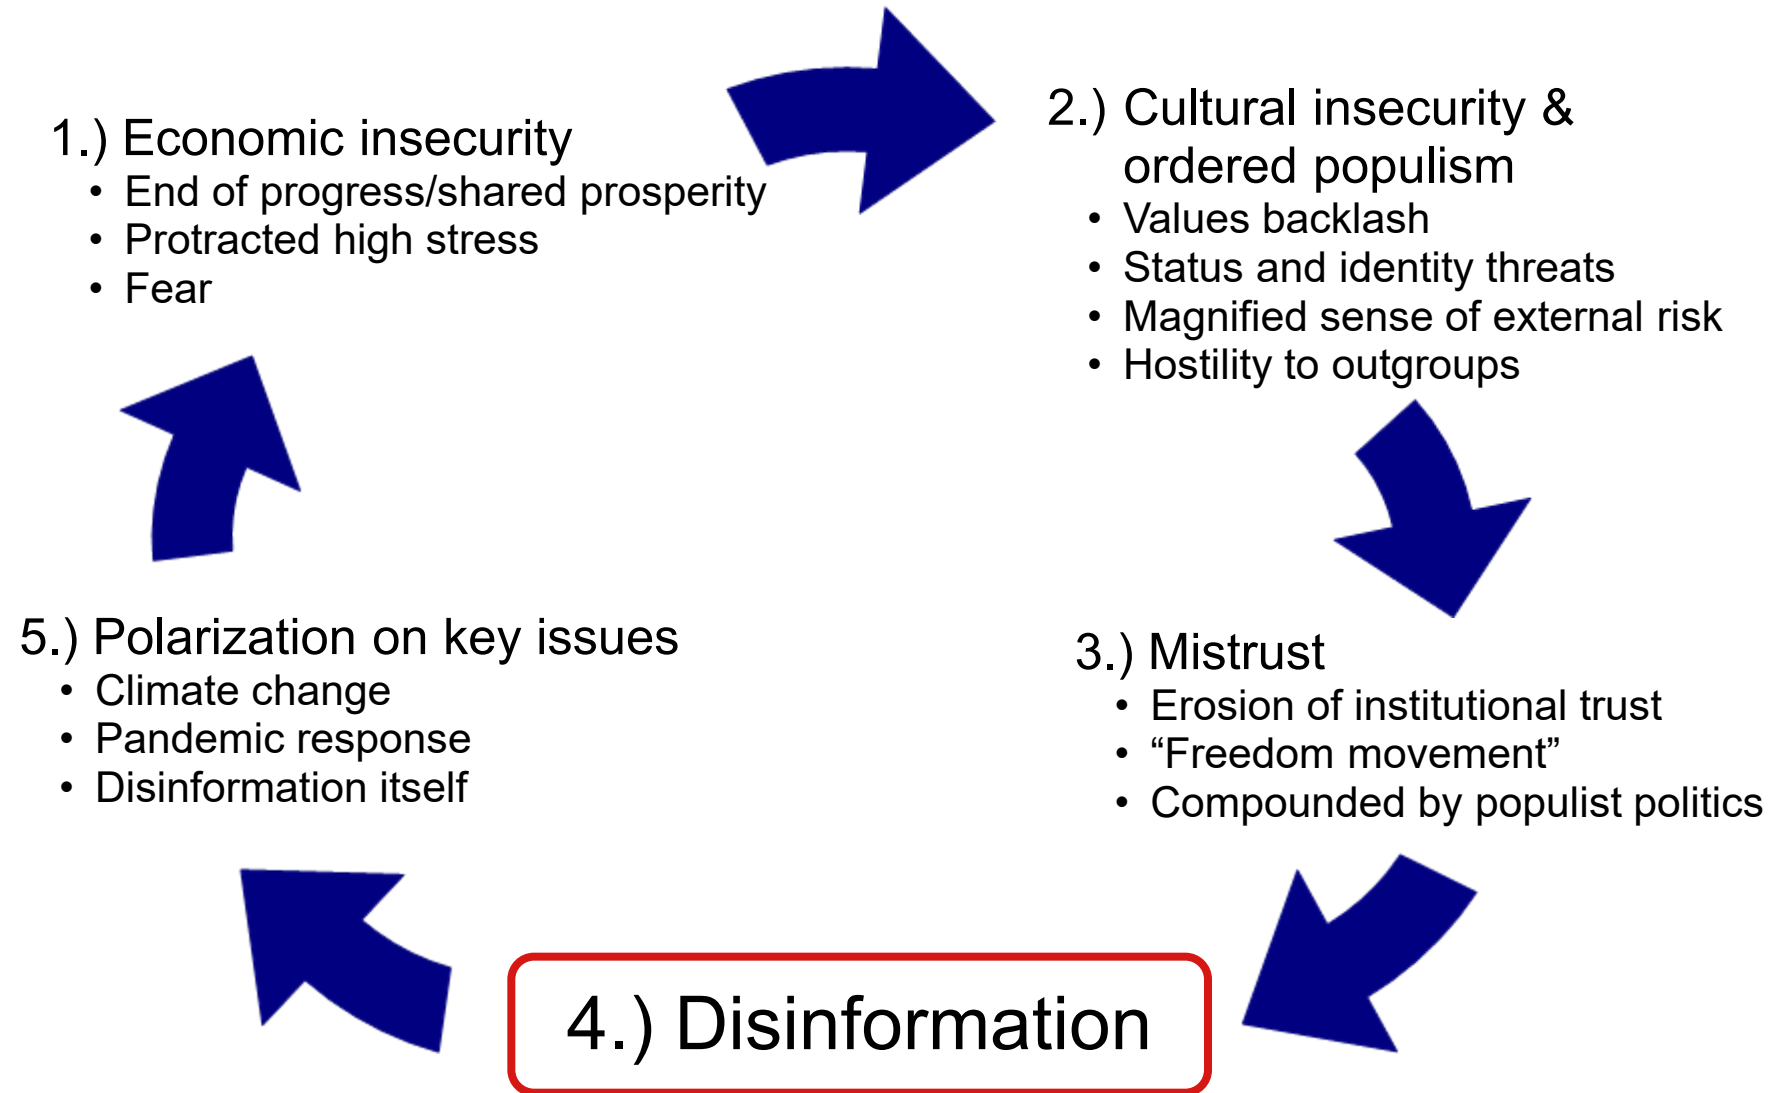 1.) Economic insecurity
• End of progress/shared prosperity
• Protracted high stress
• Fear
2.) Cultural insecurity &
ordered populism
• Values backlash
• Status and identity threats
• Magnified sense of external risk
• Hostility to outgroups
3.) Mistrust
• Erosion of institutional trust
• “Freedom movement”
• Compounded by populist politics
4.) Disinformation
5.) Polarization on key issues
• Climate change
• Pandemic response
• Disinformation itself